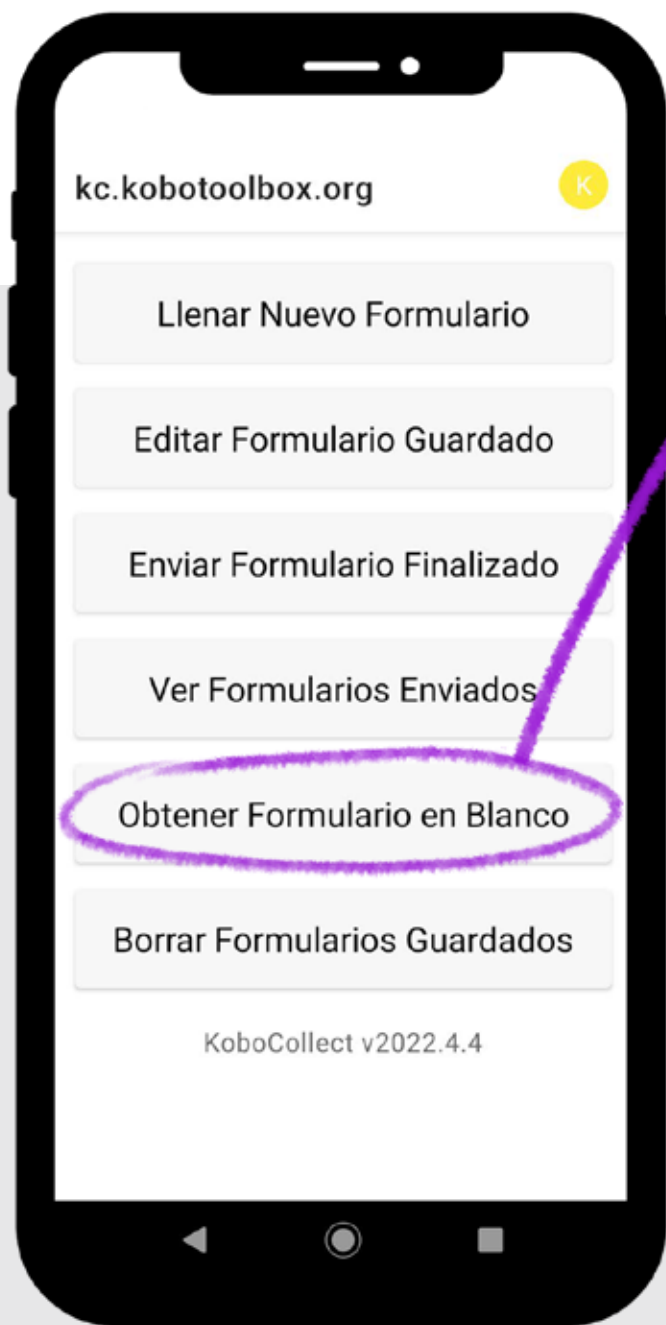 kc.kobotoolbox.org
K
Llenar Nuevo Formulario
Editar Formulario Guardado
Enviar Formulario Finalizado
Ver Formularios Enviados
Obtener Formulario en Blanco
Borrar Formularios Guardados
KoboCollect v2022.4.4